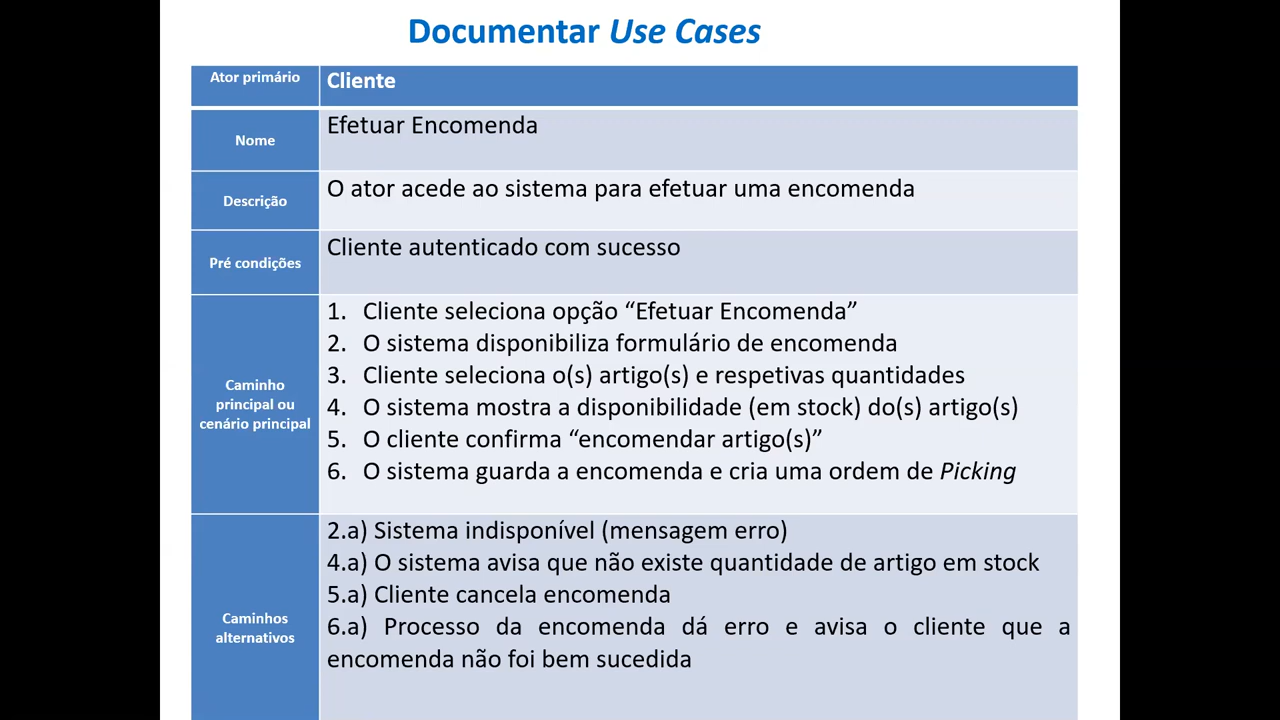 Documentar Use Cases
Ator primário
Cliente
Nome
Efetuar Encomenda
Descrição
O ator acede ao sistema para efetuar uma encomenda
Pré condições
Cliente autenticado com sucesso
Caminho
principal ou
cenário principal
1. Cliente seleciona opção “Efetuar Encomenda”
2. O sistema disponibiliza formulário de encomenda
3. Cliente seleciona o(s) artigo(s) e respetivas quantidades
4. O sistema mostra a disponibilidade (em stock) do(s) artigo(s)
5. O cliente confirma “encomendar artigo(s)”
6. O sistema guarda a encomenda e cria uma ordem de Picking
Caminhos
alternativos
2.a) Sistema indisponível (mensagem erro)
4.a) O sistema avisa que não existe quantidade de artigo em stock
5.a) Cliente cancela encomenda
6.a) Processo da encomenda dá erro e avisa o cliente que a
encomenda não foi bem sucedida